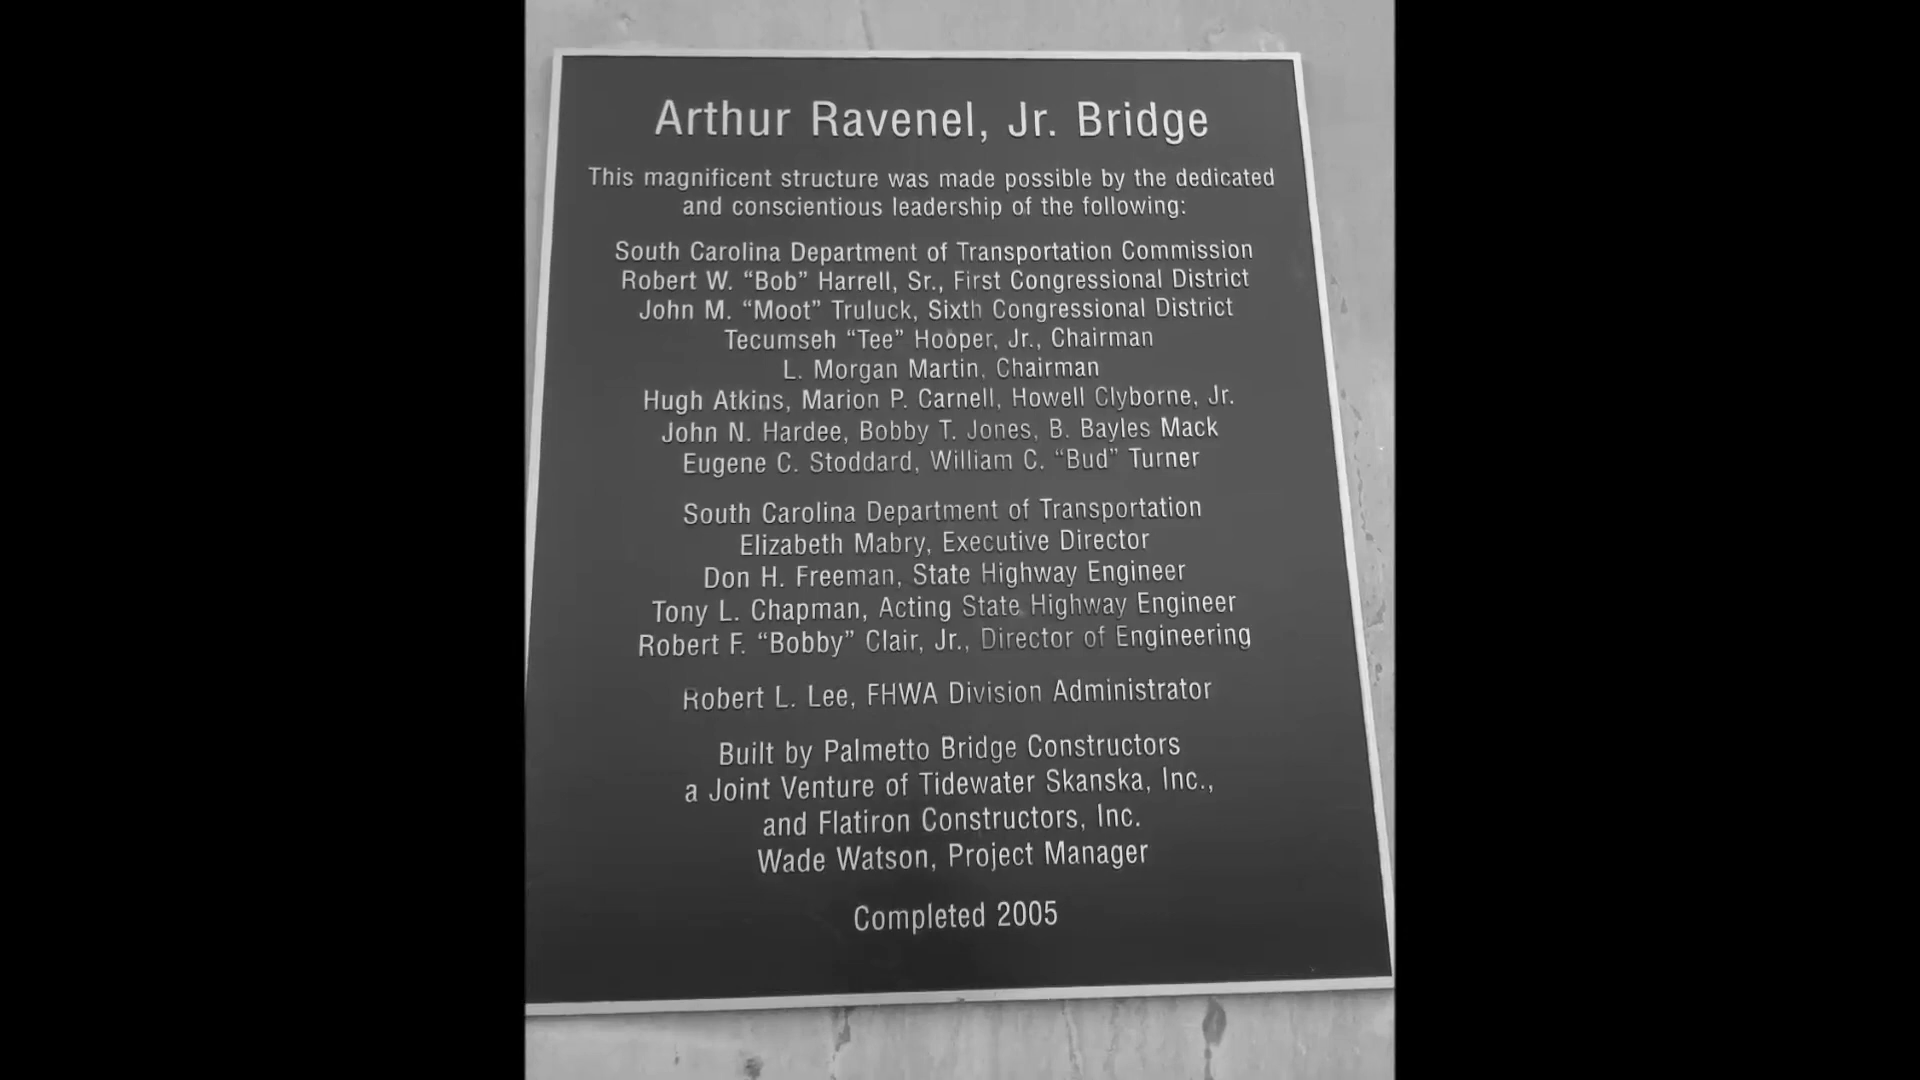 Arthur Ravenel, Jr. Bridge
This magnificent structure was made possible by the dedicated
and conscientious leadership of the following:
South Carolina Department of Transportation Commission
Robert W. “Bob” Harrell, Sr., First Congressional District
John M. “Moot” Truluck, Sixth Congressional District
Tecumseh “Tee” Hooper, Jr., Chairman
L. Morgan Martin, Chairman
Hugh Atkins, Marion P. Carnell, Howell Clyborne, Jr.
John N. Hardee, Bobby T. Jones, B. Bayles Mack
Eugene C. Stoddard, William C. “Bud” Turner
South Carolina Department of Transportation
Elizabeth Mabry, Executive Director
Don H. Freeman, State Highway Engineer
Tony L. Chapman, Acting State Highway Engineer
Robert F. “Bobby” Clair, Jr., Director of Engineering
Robert L. Lee, FHWA Division Administrator
Built by Palmetto Bridge Constructors
a Joint Venture of Tidewater Skanska, Inc.,
and Flatiron Constructors, Inc.
Wade Watson, Project Manager
Completed 2005